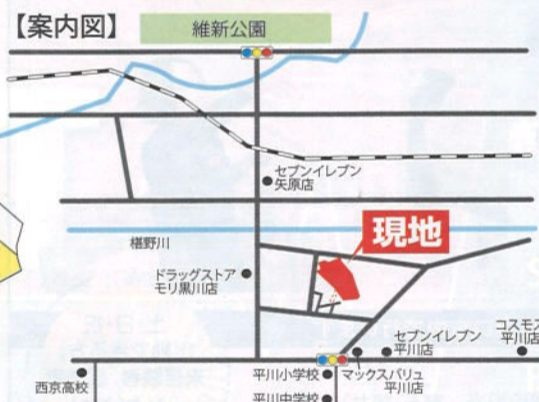 【案内図】
維新公園
セブンイレブン
矢原店
現地
椹野川
ドラッグストア
モリ黒川店
セブンイレブン
平川店
コスモス
平川店
西京高校
平川小学校
マックスバリュ
平川店
平川中学校